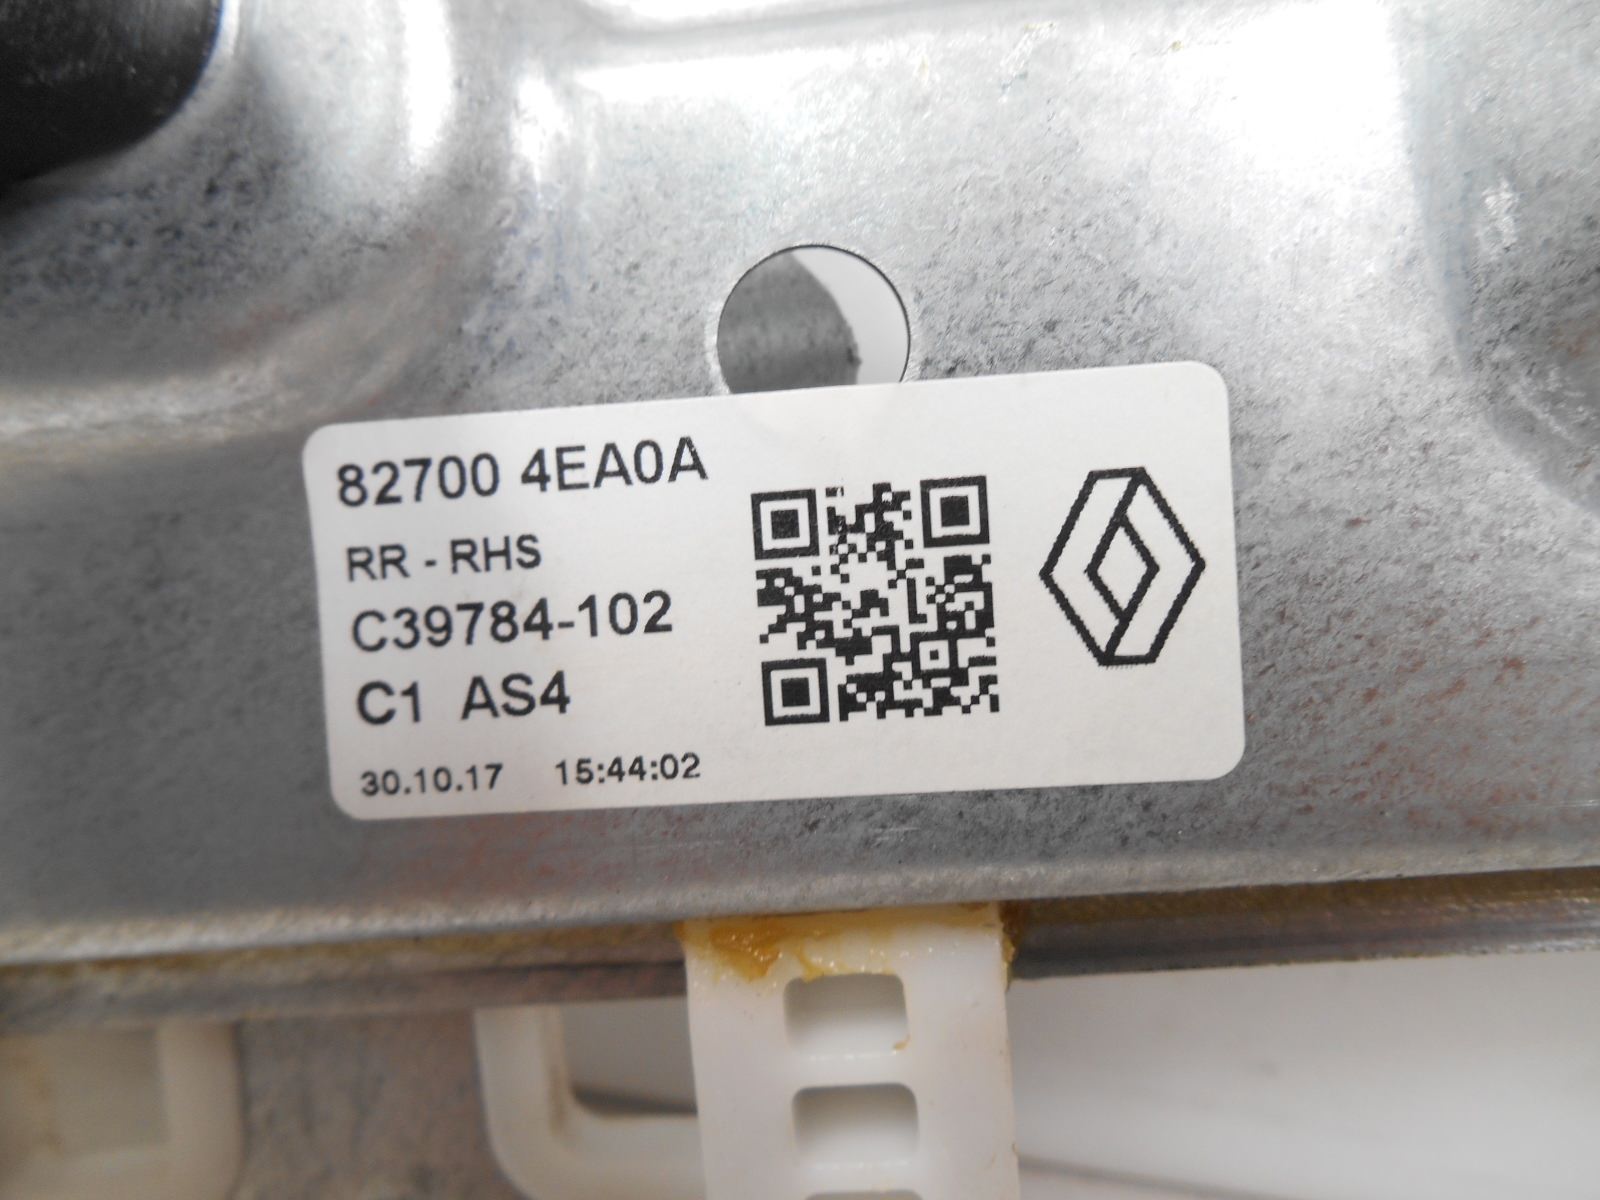 82700 4EA0A
RR - RHS
C39784-102
C1 AS4
30.10.17 15:44:02